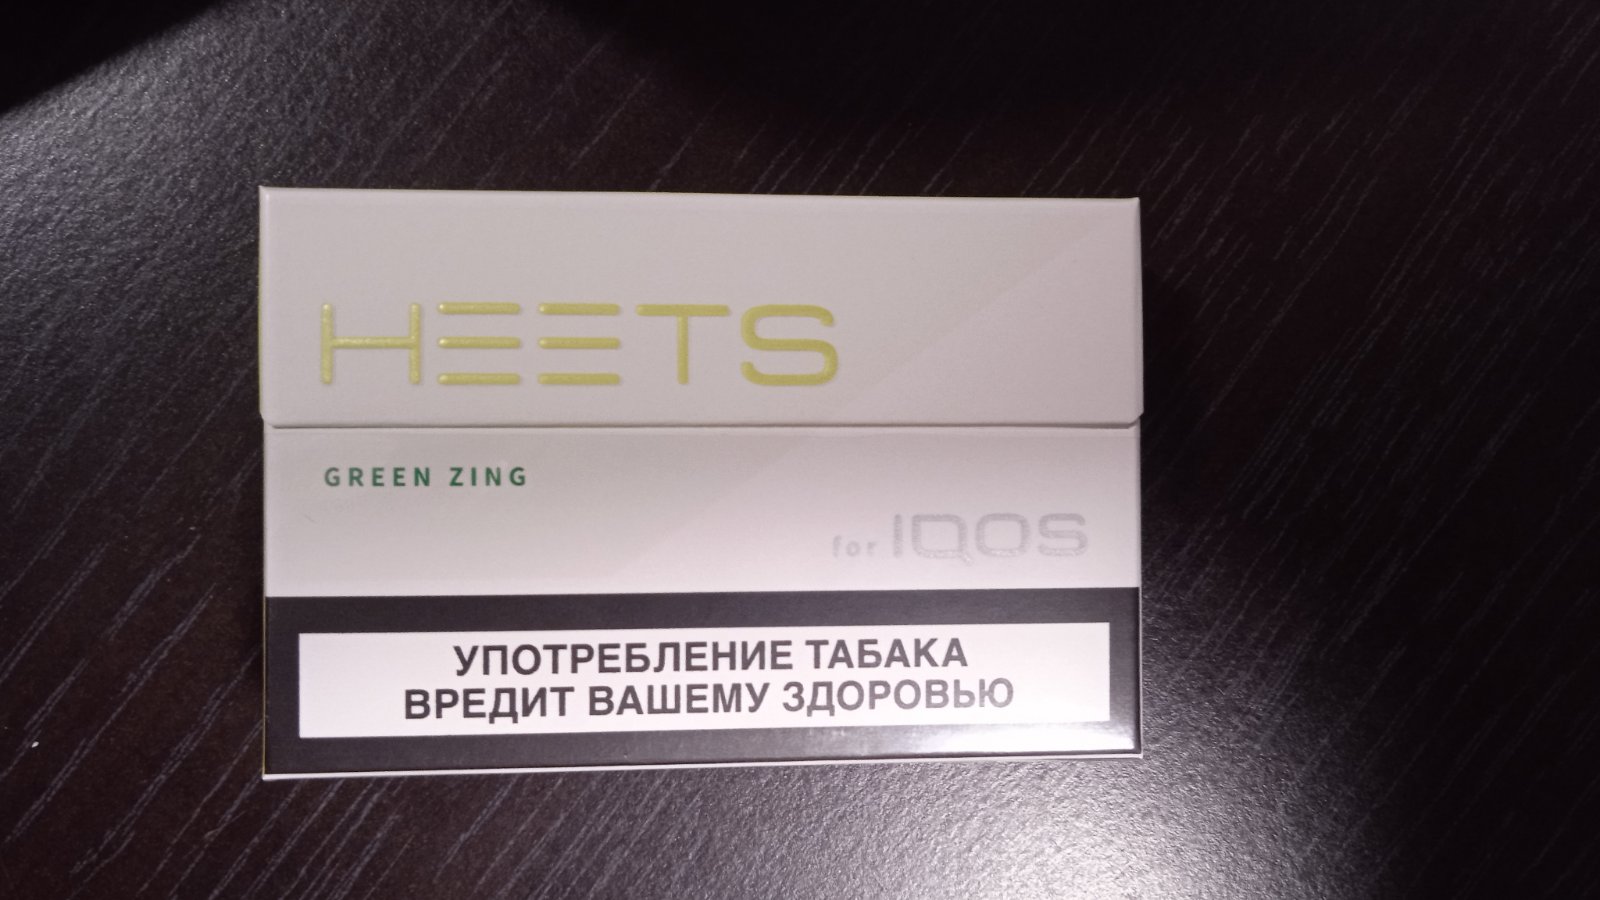 HEETS
GREEN ZING
for IQOS
УПОТРЕБЛЕНИЕ ТАБАКА
ВРЕДИТ ВАШЕМУ ЗДОРОВЬЮ